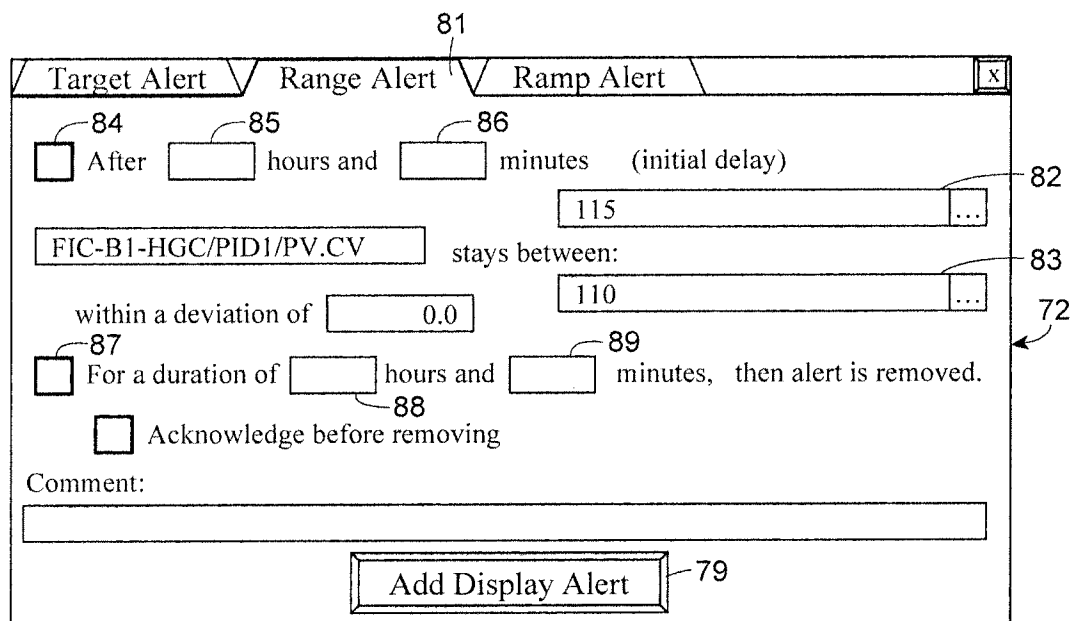 81
Target Alert Range Alert Ramp Alert x
84 85 86
After hours and minutes (initial delay)
82
115 ...
FIC-B1-HGC/PID1/PV.CV stays between:
83
110 ...
within a deviation of 0.0
72
87 89
For a duration of hours and minutes, then alert is removed.
88
Acknowledge before removing
Comment:
Add Display Alert 79